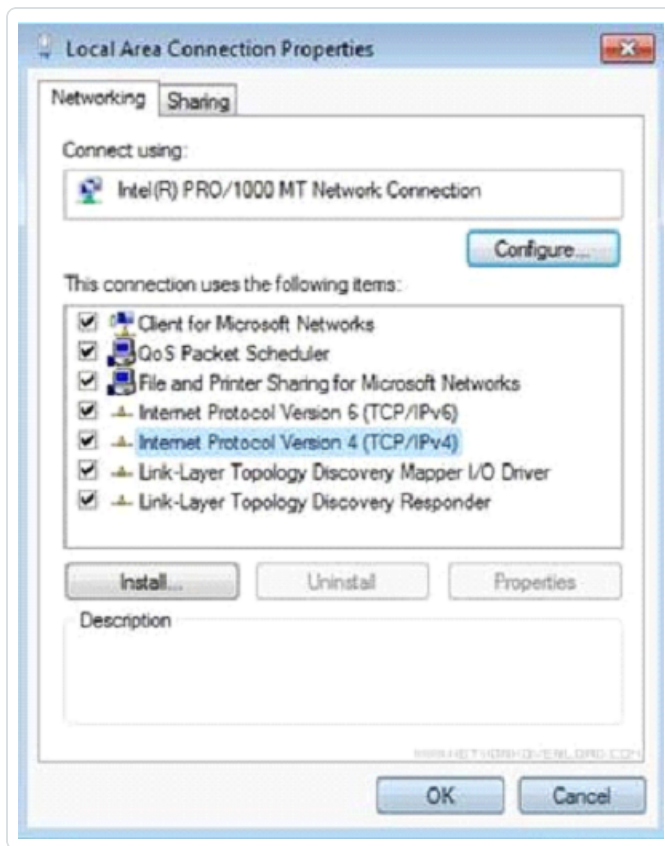 Local Area Connection Properties
Networking
Sharing
Connect using:
Intel(R) PRO/1000 MT Network Connection
Configure...
This connection uses the following items:
Client for Microsoft Networks
QoS Packet Scheduler
File and Printer Sharing for Microsoft Networks
Internet Protocol Version 6 (TCP/IPv6)
Internet Protocol Version 4 (TCP/IPv4)
Link-Layer Topology Discovery Mapper I/O Driver
Link-Layer Topology Discovery Responder
Install...
Uninstall
Properties
Description
OK
Cancel